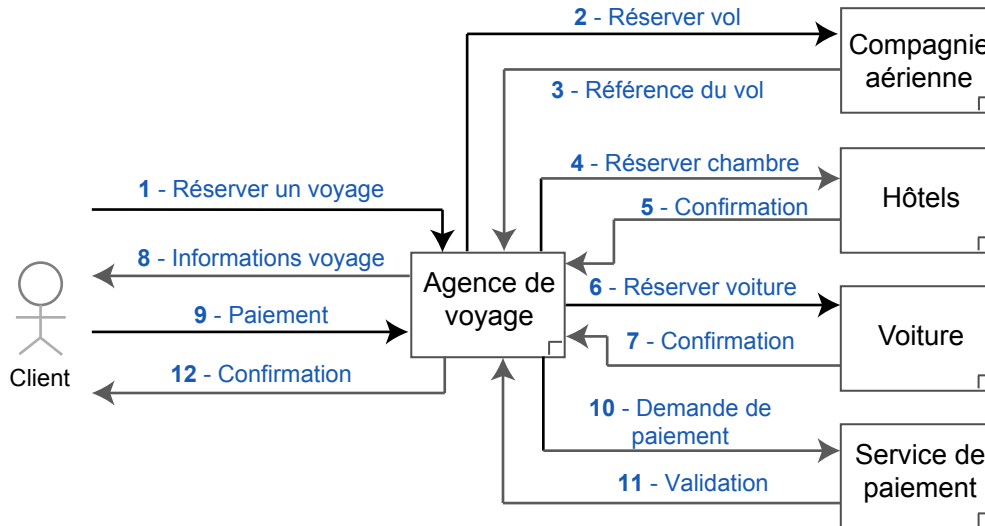 2 - Réserver vol
Compagnie
aérienne
3 - Référence du vol
4 - Réserver chambre
1 - Réserver un voyage
Hôtels
5 - Confirmation
8 - Informations voyage
Agence de
voyage
6 - Réserver voiture
9 - Paiement
Voiture
7 - Confirmation
Client
12 - Confirmation
10 - Demande de
paiement
Service de
paiement
11 - Validation